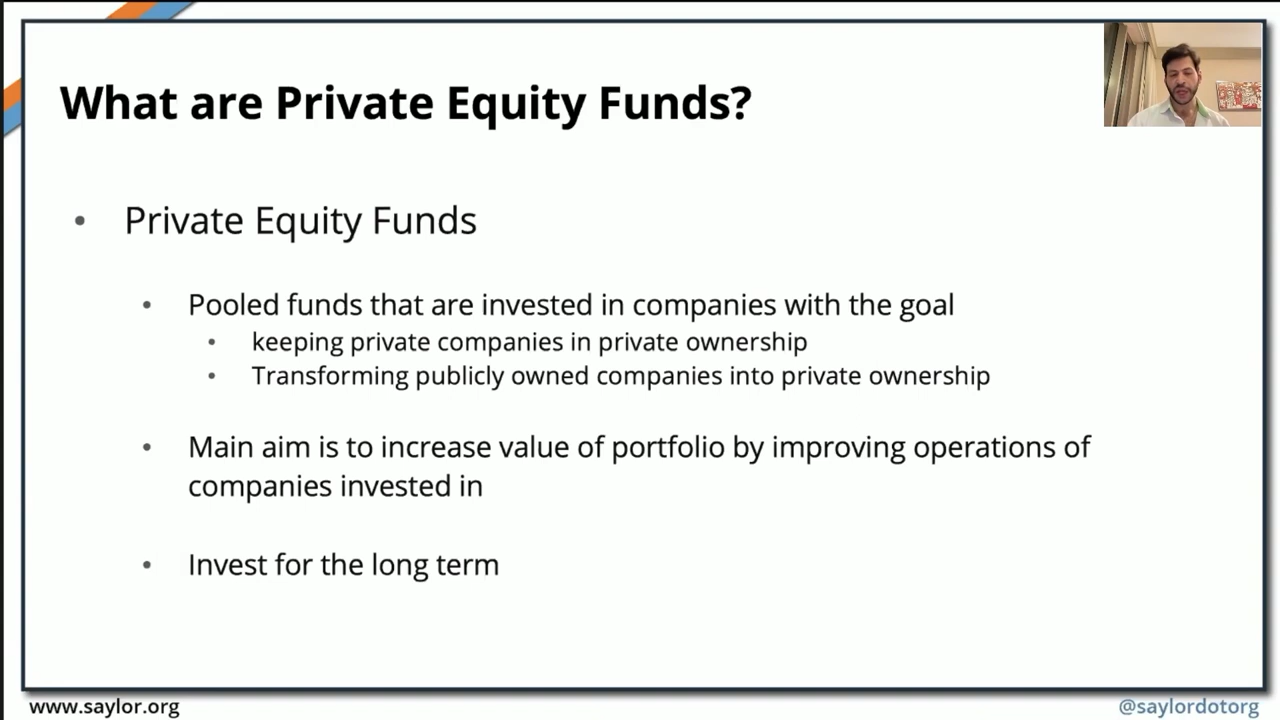 What are Private Equity Funds?
• Private Equity Funds
• Pooled funds that are invested in companies with the goal
• keeping private companies in private ownership
• Transforming publicly owned companies into private ownership
• Main aim is to increase value of portfolio by improving operations of
companies invested in
• Invest for the long term
www.saylor.org
@saylordotorg